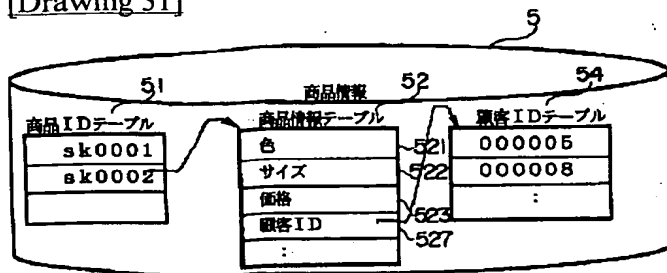 [Drawing 31]
5
商品情報
51
商品IDテーブル
sk0001
sk0002
52
商品情報テーブル
色
521
サイズ
522
価格
523
顧客ID
527
:
54
顧客IDテーブル
000005
000008
: